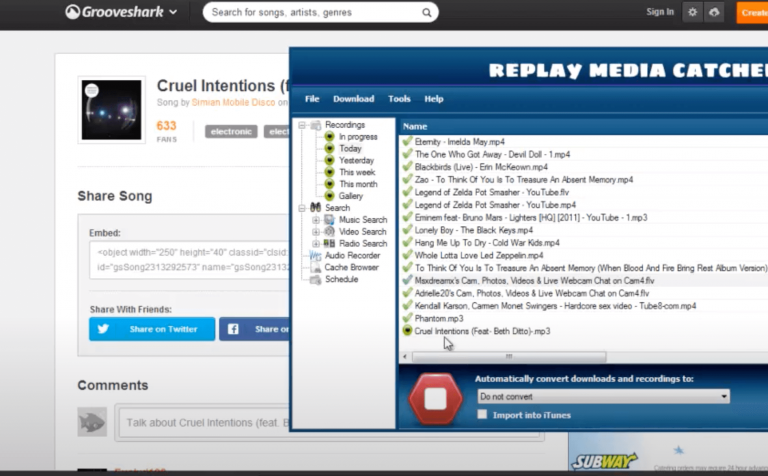 Grooveshark
Search for songs, artists, genres
Sign In
Create
Cruel Intentions (f
Song by Simian Mobile Disco on
633
FANS
electronic
elect
Share Song
Embed:
<object width="250" height="40" classid="clsid:
id="gsSong2313292573" name="gsSong231
Share With Friends:
Share on Twitter
Share on
Comments
Talk about Cruel Intentions (feat. B
REPLAY MEDIA CATCHE
File Download Tools Help
Recordings
In progress
Today
Yesterday
This week
This month
Gallery
Search
Music Search
Video Search
Radio Search
Audio Recorder
Cache Browser
Schedule
Name
Eternity - Imelda May.mp4
The One Who Got Away - Devil Doll - 1.mp4
Blackbirds (Live) - Erin McKeown.mp4
Zao - To Think Of You Is To Treasure An Absent Memory.mp4
Legend of Zelda Pot Smasher - YouTube.flv
Legend of Zelda Pot Smasher - YouTube.mp4
Eminem feat- Bruno Mars - Lighters [HQ] [2011] - YouTube - 1.mp3
Lonely Boy - The Black Keys.mp4
Hang Me Up To Dry - Cold War Kids.mp4
Whole Lotta Love Led Zeppelin.mp4
To Think Of You Is To Treasure An Absent Memory (When Blood And Fire Bring Rest Album Version)
Msxdreamx's Cam, Photos, Videos & Live Webcam Chat on Cam4.flv
Adrielle20's Cam, Photos, Videos & Live Webcam Chat on Cam4.flv
Kendall Karson, Carmen Monet Swingers - Hardcore sex video - Tube8-com.mp4
Phantom.mp3
Cruel Intentions (Feat- Beth Ditto)-.mp3
Automatically convert downloads and recordings to:
Do not convert
Import into iTunes
SUBWAY